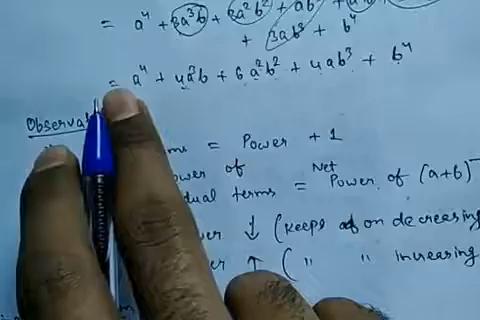 = a⁴ + 3a³b + 3a²b² + ab³
+ 3ab³ + b⁴
= a⁴ + 4a³b + 6a²b² + 4ab³ + b⁴
Observa
ms = Power + 1
ower of Net
dual terms = Power of (a+b)
wer ↓ (keeps on decreasing
er ↑ ( " " increasing